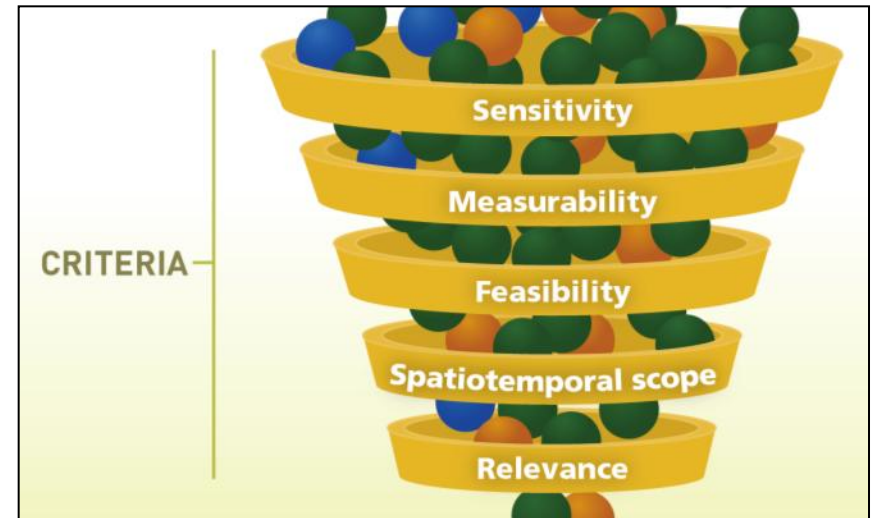 Sensitivity
Measurability
CRITERIA
Feasibility
Spatiotemporal scope
Relevance